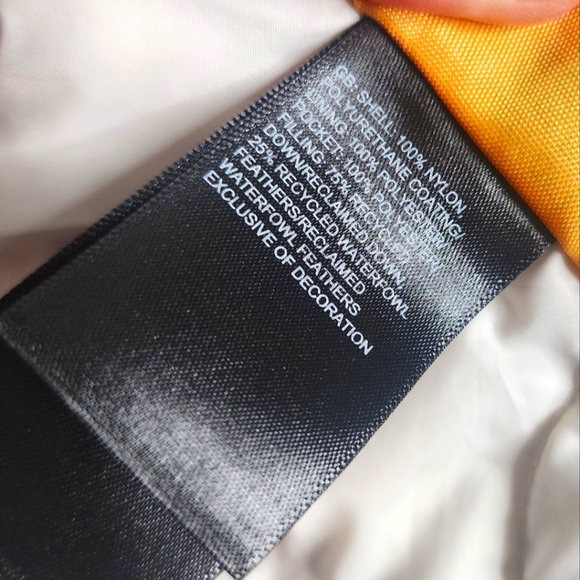 GB SHELL: 100% NYLON
POLYURETHANE COATING/
LINING: 100% POLYESTER/
POCKET: 100% POLYESTER/
FILLING: 75% RECYCLED
DOWN/RECLAIMED DOWN,
25% RECYCLED WATERFOWL
FEATHERS/RECLAIMED
WATERFOWL FEATHERS
EXCLUSIVE OF DECORATION